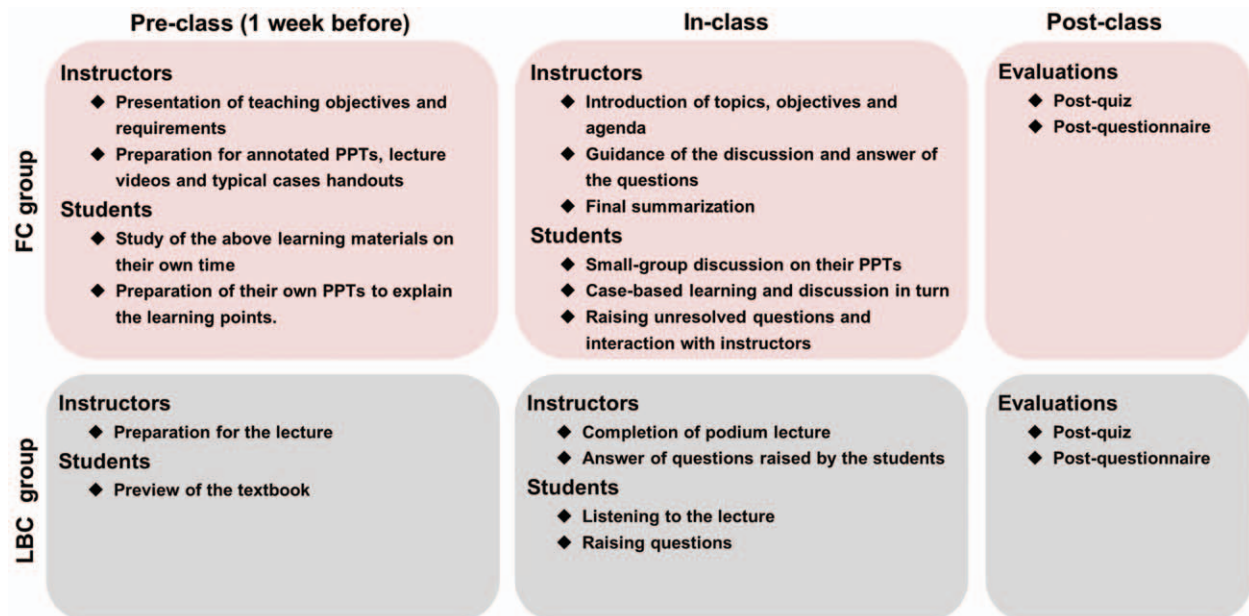 Pre-class (1 week before)
In-class
Post-class
FC group
Instructors
◆ Presentation of teaching objectives and
requirements
◆ Preparation for annotated PPTs, lecture
videos and typical cases handouts
Students
◆ Study of the above learning materials on
their own time
◆ Preparation of their own PPTs to explain
the learning points.
Instructors
◆ Introduction of topics, objectives and
agenda
◆ Guidance of the discussion and answer of
the questions
◆ Final summarization
Students
◆ Small-group discussion on their PPTs
◆ Case-based learning and discussion in turn
◆ Raising unresolved questions and
interaction with instructors
Evaluations
◆ Post-quiz
◆ Post-questionnaire
LBC group
Instructors
◆ Preparation for the lecture
Students
◆ Preview of the textbook
Instructors
◆ Completion of podium lecture
◆ Answer of questions raised by the students
Students
◆ Listening to the lecture
◆ Raising questions
Evaluations
◆ Post-quiz
◆ Post-questionnaire